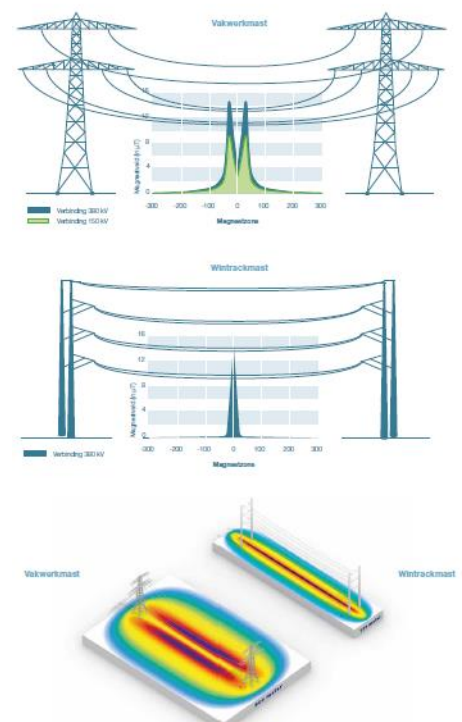 Vakwerkmast
16
12
8
4
0
Magneetveld (in μT)
-300 -200 -100 0 100 200 300
Magneetzone
Verbinding 380 kV
Verbinding 150 kV
Wintrackmast
16
12
8
4
0
Magneetveld (in μT)
-300 -200 -100 0 100 200 300
Magneetzone
Verbinding 380 kV
Vakwerkmast
Wintrackmast